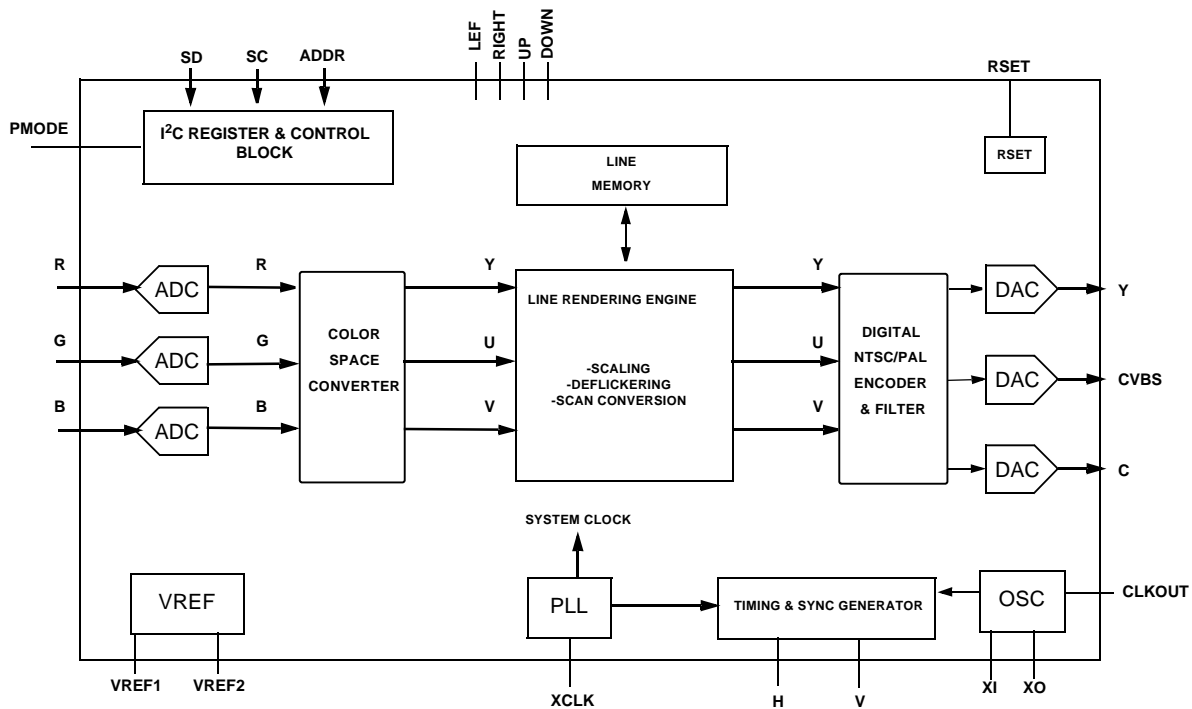 LEF
RIGHT
UP
DOWN
SD
SC
ADDR
RSET
PMODE
I²C REGISTER & CONTROL
BLOCK
LINE
MEMORY
RSET
R
ADC
R
Y
Y
DAC
Y
G
ADC
G
U
U
DAC
CVBS
B
ADC
B
V
V
DAC
C
COLOR
SPACE
CONVERTER
LINE RENDERING ENGINE
-SCALING
-DEFLICKERING
-SCAN CONVERSION
DIGITAL
NTSC/PAL
ENCODER
& FILTER
SYSTEM CLOCK
VREF
PLL
TIMING & SYNC GENERATOR
OSC
CLKOUT
VREF1
VREF2
XCLK
H
V
XI
XO